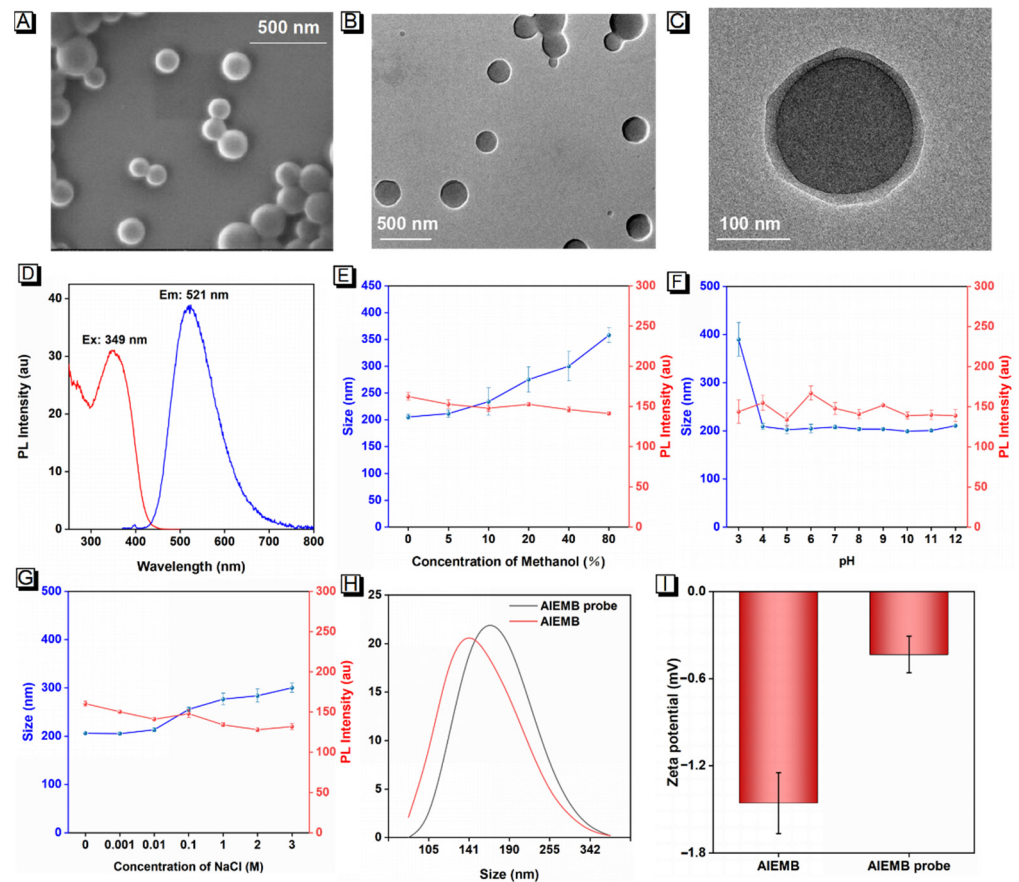 A
500 nm
B
500 nm
C
100 nm
D
40
30
20
10
0
PL Intensity (au)
Ex: 349 nm
Em: 521 nm
300 400 500 600 700 800
Wavelength (nm)
E
450
400
350
300
250
200
150
100
50
0
Size (nm)
300
250
200
150
100
50
0
PL Intensity (au)
0 5 10 20 40 80
Concentration of Methanol (%)
F
500
400
300
200
100
0
Size (nm)
300
250
200
150
100
50
0
PL Intensity (au)
3 4 5 6 7 8 9 10 11 12
pH
G
500
400
300
200
100
0
Size (nm)
300
250
200
150
100
50
0
PL Intensity (au)
0 0.001 0.01 0.1 1 2 3
Concentration of NaCl (M)
H
25
20
15
10
5
0
AIEMB probe
AIEMB
105 141 190 255 342
Size (nm)
I
0.0
−0.6
−1.2
−1.8
Zeta potential (mV)
AIEMB AIEMB probe